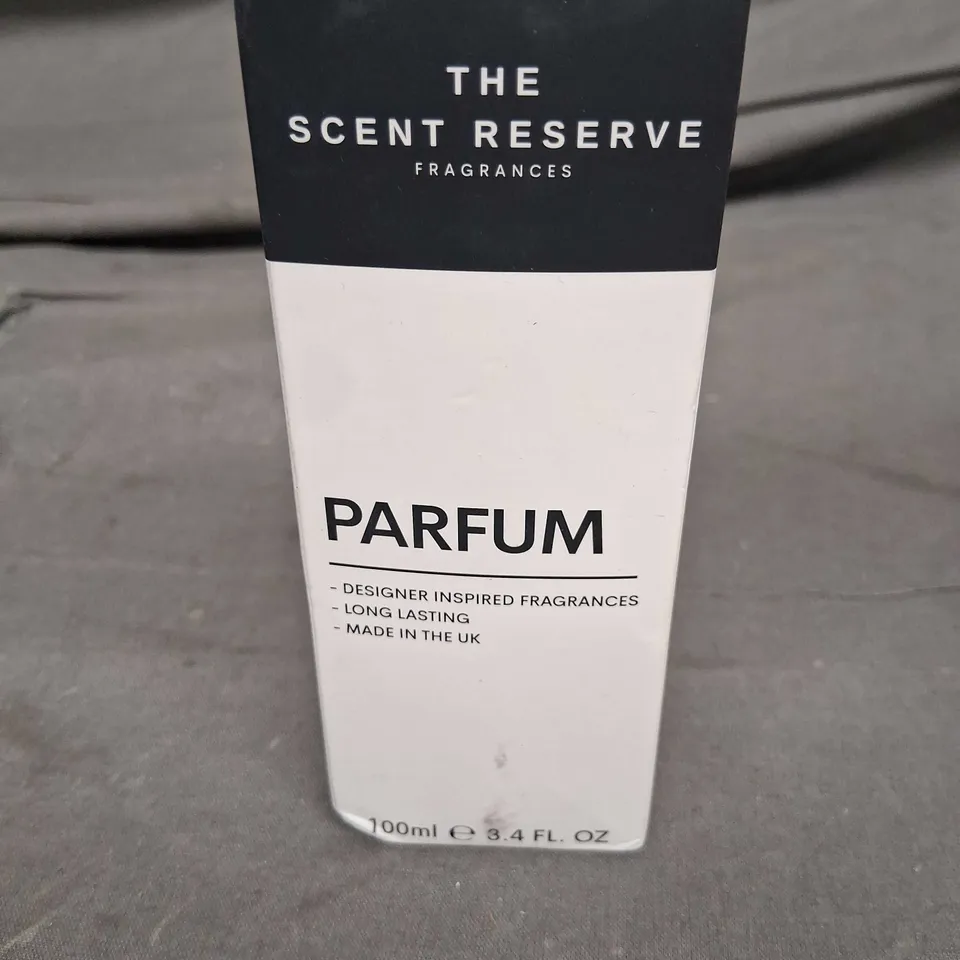 THE
SCENT RESERVE
FRAGRANCES
PARFUM
- DESIGNER INSPIRED FRAGRANCES
- LONG LASTING
- MADE IN THE UK
100ml ℮ 3.4 FL. OZ